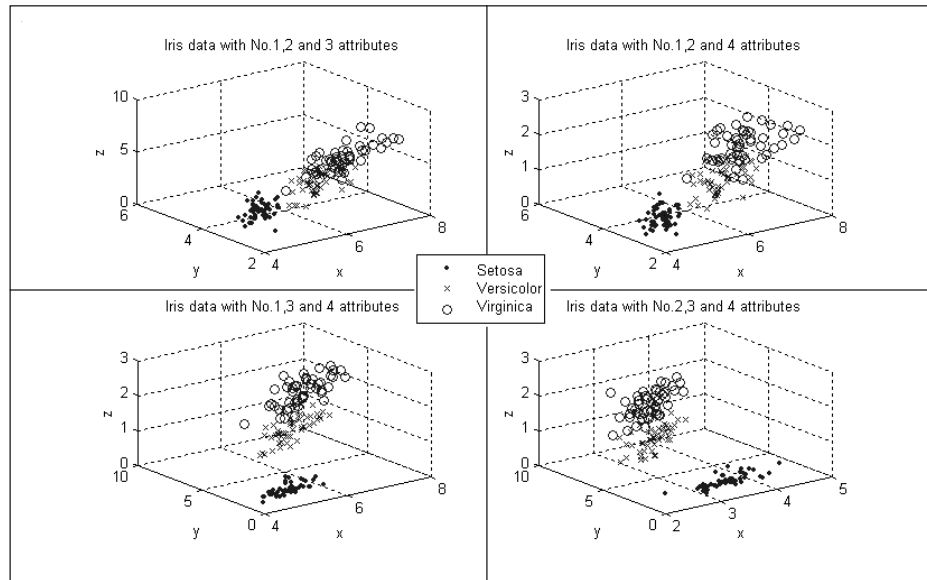 Iris data with No.1,2 and 3 attributes
10
5
0
z
6
4
2
y
4
6
8
x
Iris data with No.1,2 and 4 attributes
3
2
1
0
z
6
4
2
y
4
6
8
x
Setosa
Versicolor
Virginica
Iris data with No.1,3 and 4 attributes
3
2
1
0
z
10
5
0
y
4
6
8
x
Iris data with No.2,3 and 4 attributes
3
2
1
0
z
10
5
0
y
2
3
4
5
x